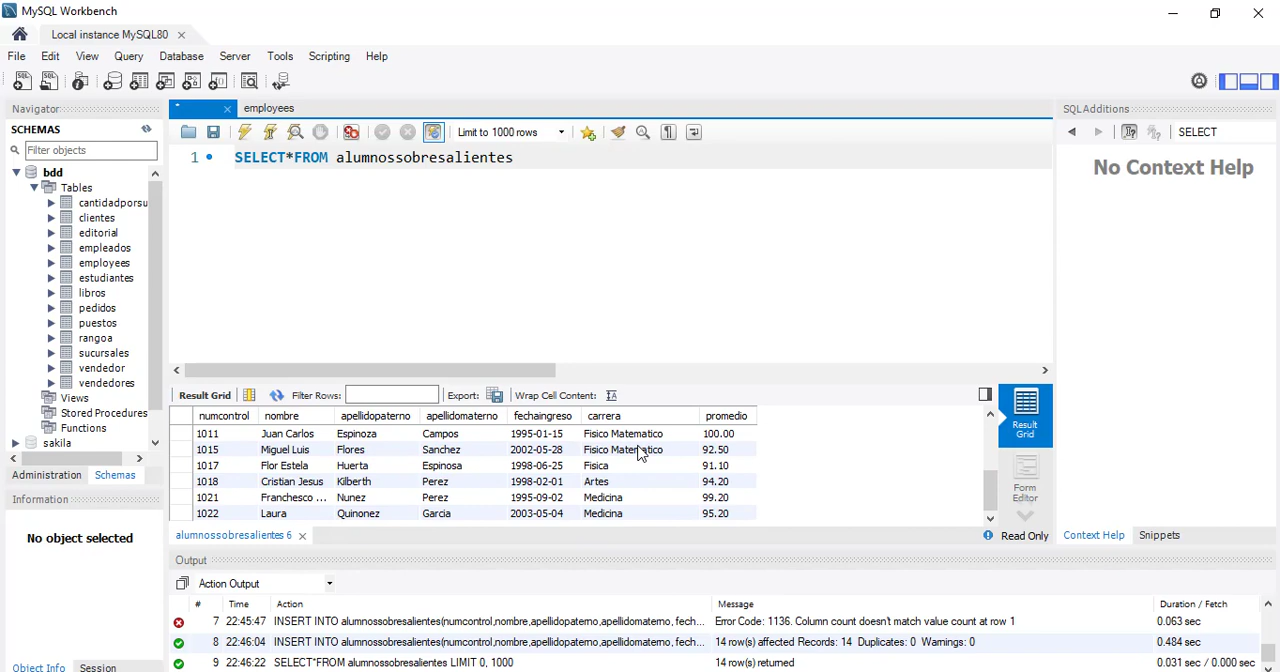 MySQL Workbench
Local instance MySQL80
File Edit View Query Database Server Tools Scripting Help
Navigator
SCHEMAS
Filter objects
bdd
Tables
cantidadporsu
clientes
editorial
empleados
employees
estudiantes
libros
pedidos
puestos
rangoa
sucursales
vendedor
vendedores
Views
Stored Procedures
Functions
sakila
Administration Schemas
Information
No object selected
Object Info Session
employees
Limit to 1000 rows
1 SELECT*FROM alumnossobresalientes
Result Grid Filter Rows: Export: Wrap Cell Content:
numcontrol nombre apellidopaterno apellidomaterno fechaingreso carrera promedio
1011 Juan Carlos Espinoza Campos 1995-01-15 Fisico Matematico 100.00
1015 Miguel Luis Flores Sanchez 2002-05-28 Fisico Matematico 92.50
1017 Flor Estela Huerta Espinosa 1998-06-25 Fisica 91.10
1018 Cristian Jesus Kilberth Perez 1998-02-01 Artes 94.20
1021 Franchesco ... Nunez Perez 1995-09-02 Medicina 99.20
1022 Laura Quinonez Garcia 2003-05-04 Medicina 95.20
Result Grid
Form Editor
alumnossobresalientes 6
Read Only
Output
Action Output
# Time Action Message Duration / Fetch
7 22:45:47 INSERT INTO alumnossobresalientes(numcontrol,nombre,apellidopaterno,apellidomaterno, fech... Error Code: 1136. Column count doesn't match value count at row 1 0.063 sec
8 22:46:04 INSERT INTO alumnossobresalientes(numcontrol,nombre,apellidopaterno,apellidomaterno, fech... 14 row(s) affected Records: 14 Duplicates: 0 Warnings: 0 0.484 sec
9 22:46:22 SELECT*FROM alumnossobresalientes LIMIT 0, 1000 14 row(s) returned 0.031 sec / 0.000 sec
SQLAdditions
SELECT
No Context Help
Context Help Snippets